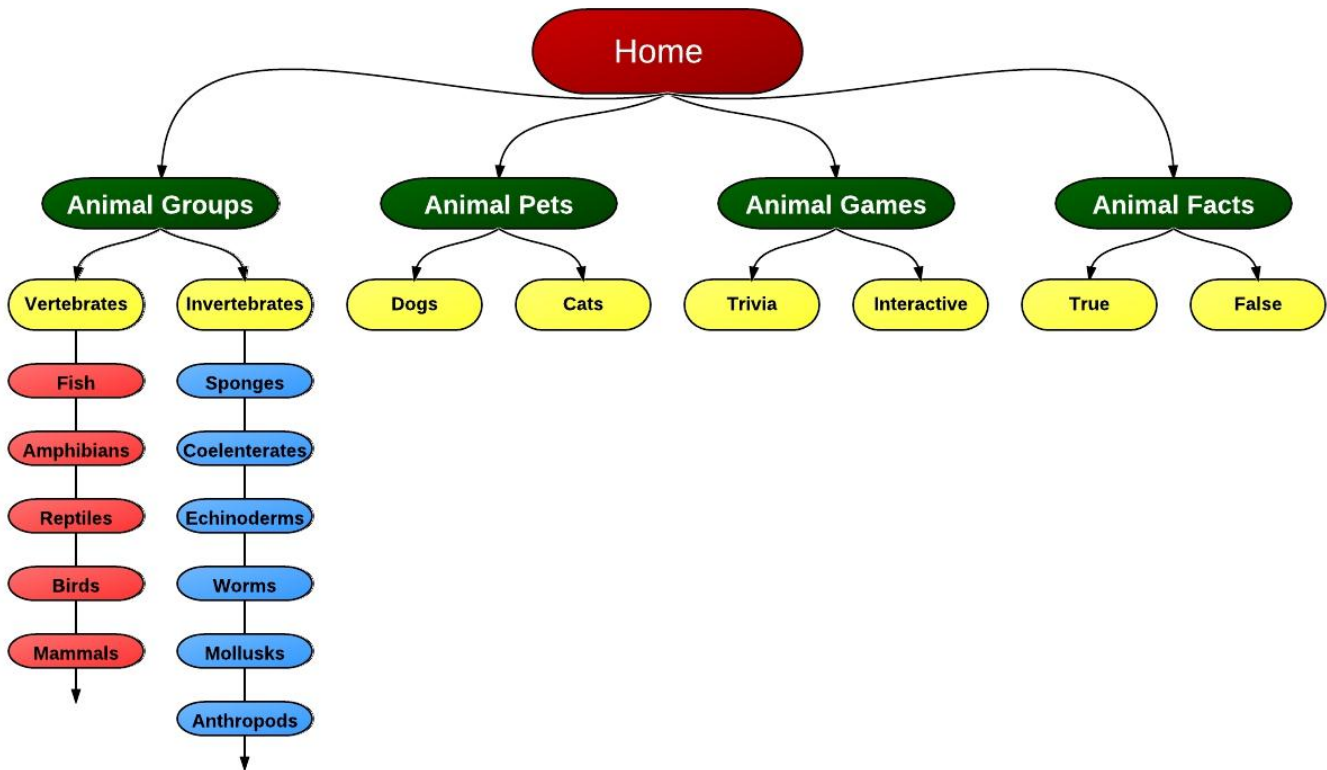 Home
Animal Groups
Animal Pets
Animal Games
Animal Facts
Vertebrates
Invertebrates
Dogs
Cats
Trivia
Interactive
True
False
Fish
Sponges
Amphibians
Coelenterates
Reptiles
Echinoderms
Birds
Worms
Mammals
Mollusks
Anthropods